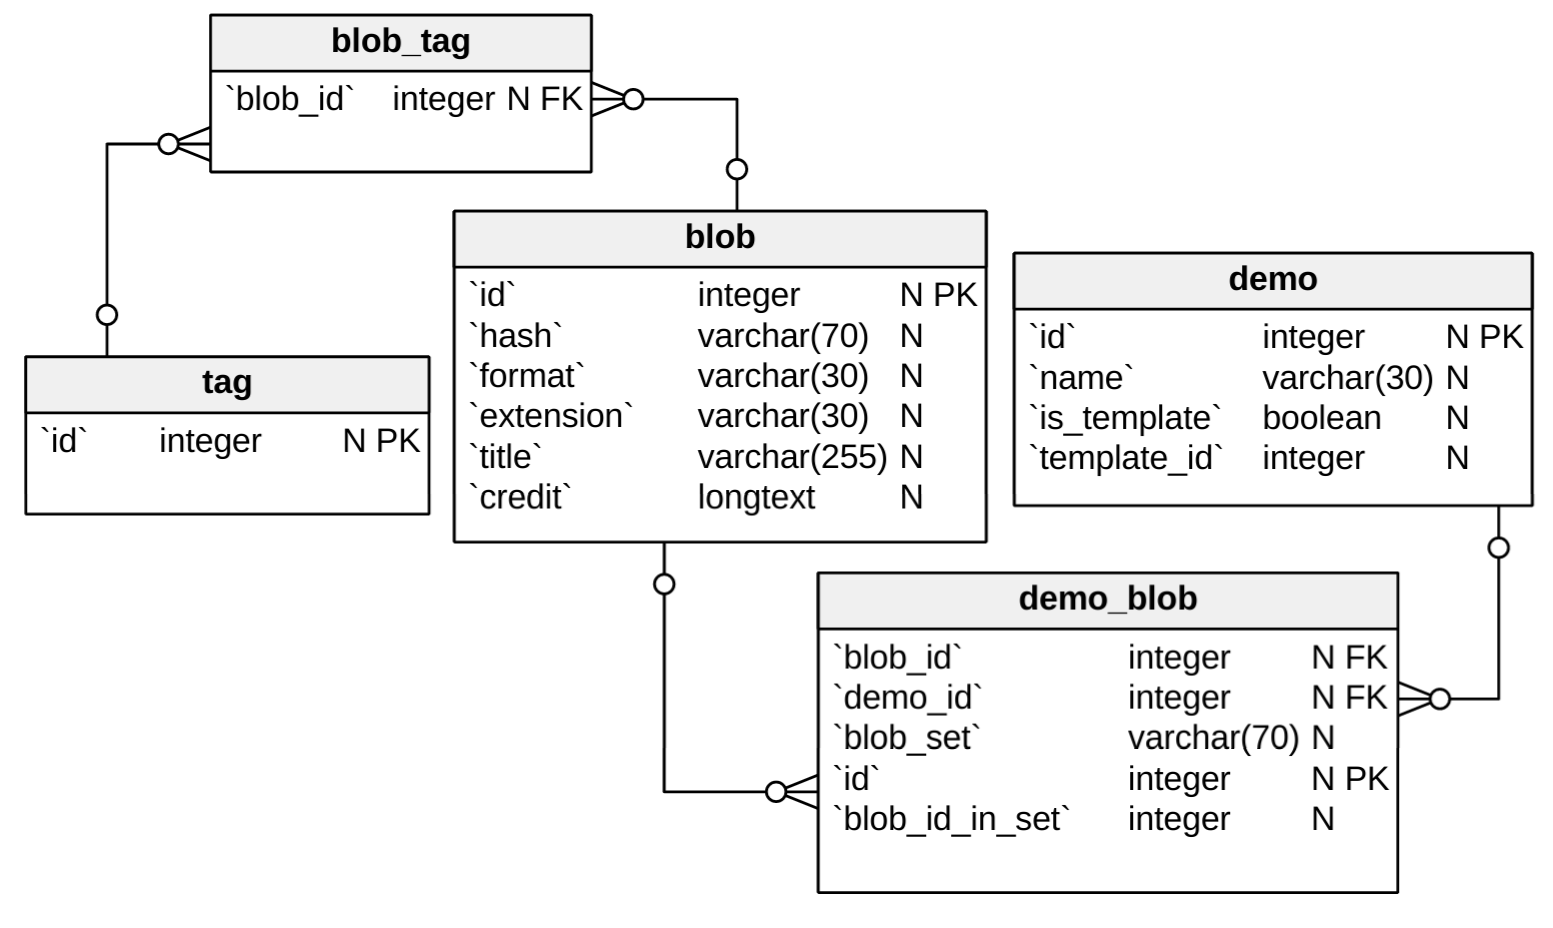 blob_tag
`blob_id` integer N FK
blob
`id` integer N PK
`hash` varchar(70) N
`format` varchar(30) N
`extension` varchar(30) N
`title` varchar(255) N
`credit` longtext N
demo
`id` integer N PK
`name` varchar(30) N
`is_template` boolean N
`template_id` integer N
tag
`id` integer N PK
demo_blob
`blob_id` integer N FK
`demo_id` integer N FK
`blob_set` varchar(70) N
`id` integer N PK
`blob_id_in_set` integer N